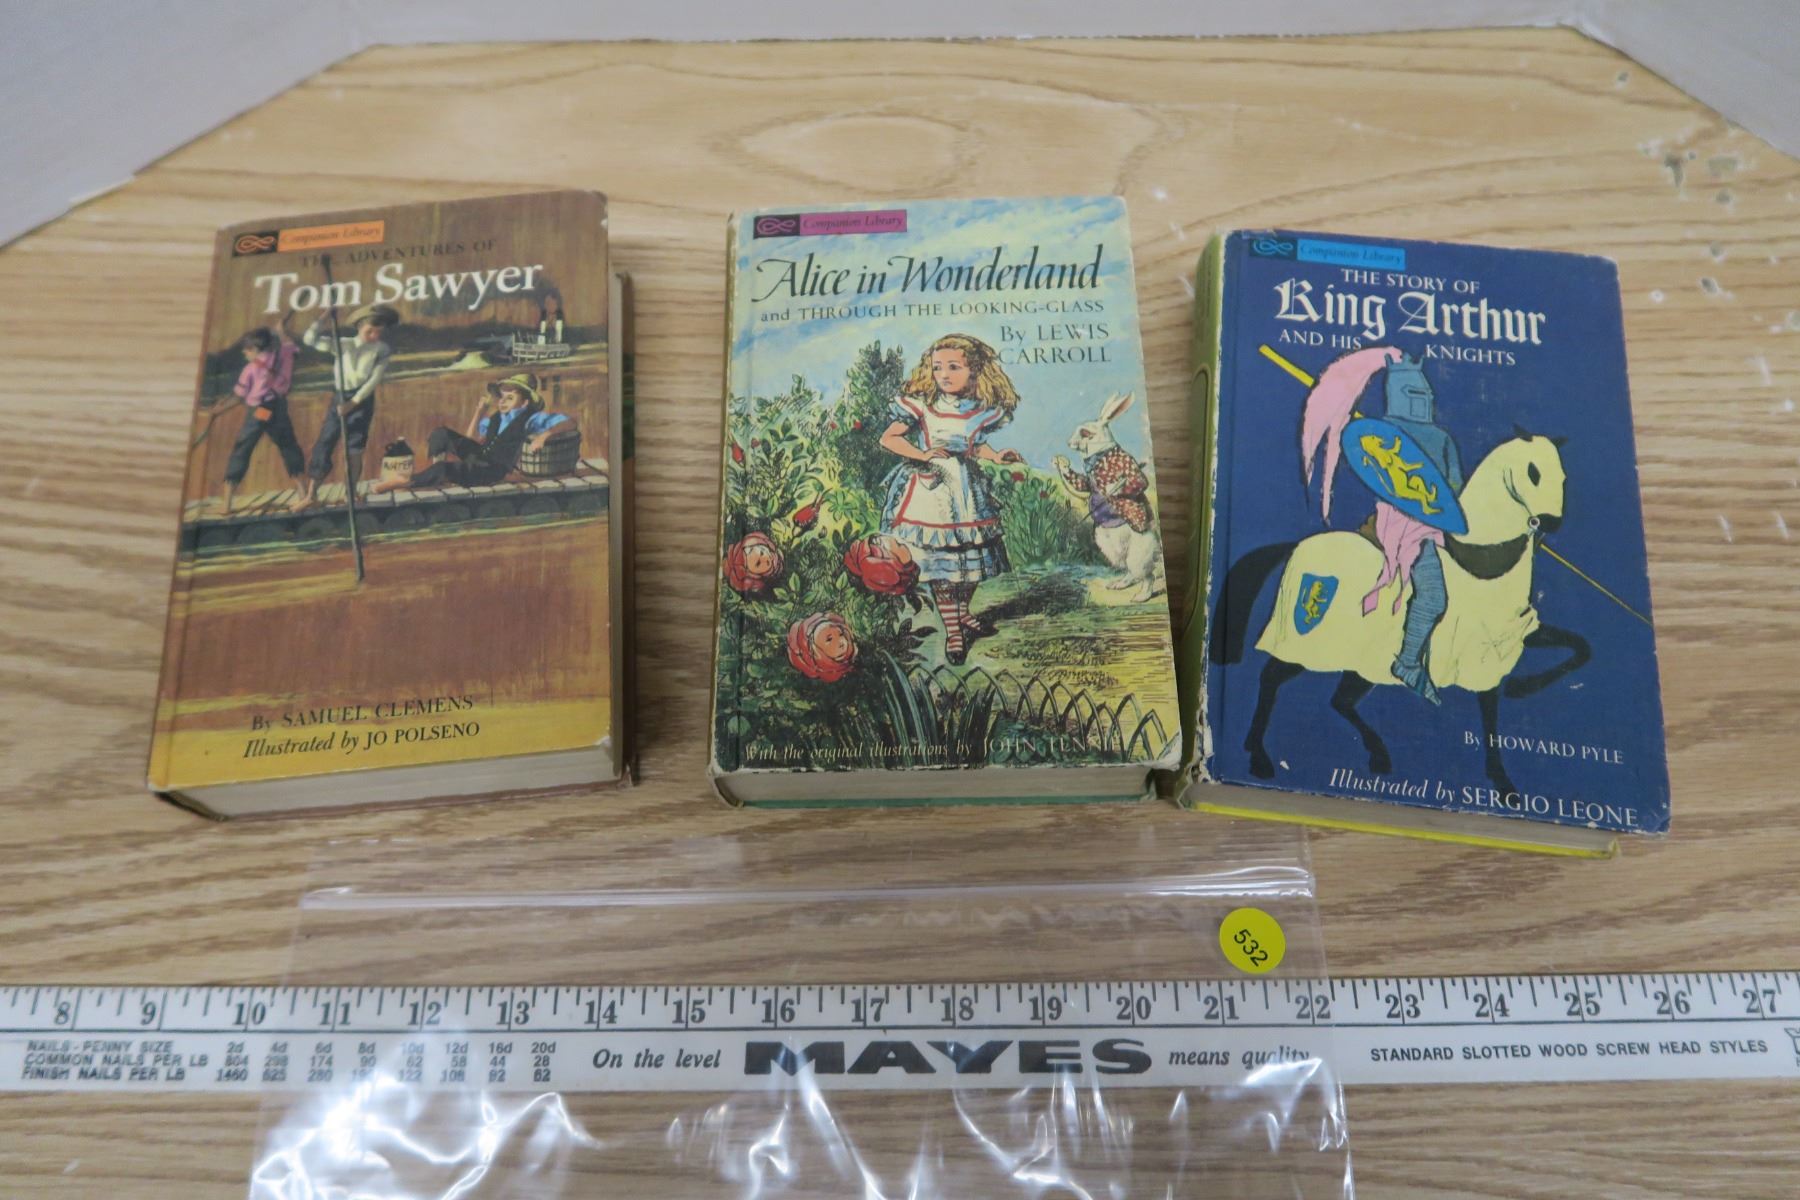 Companion Library
THE ADVENTURES OF
Tom Sawyer
WATER
By SAMUEL CLEMENS
Illustrated by JO POLSENO
Companion Library
Alice in Wonderland
and THROUGH THE LOOKING-GLASS
By LEWIS
CARROLL
With the original illustrations by JOHN TENNIEL
Companion Library
THE STORY OF
King Arthur
AND HIS KNIGHTS
By HOWARD PYLE
Illustrated by SERGIO LEONE
532
8 9 10 11 12 13 14 15 16 17 18 19 20 21 22 23 24 25 26 27
NAILS - PENNY SIZE 2d 4d 6d 8d 10d 12d 16d 20d
COMMON NAILS PER LB 804 298 174 90 62 58 44 28
FINISH NAILS PER LB 1460 625 280 122 108 92 62
On the level MAYES means quality
STANDARD SLOTTED WOOD SCREW HEAD STYLES